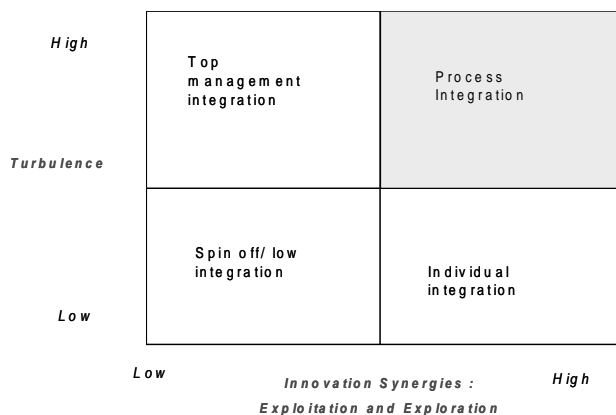 High
Top
management
integration
Process
Integration
Turbulence
Spin off/ low
integration
Individual
integration
Low
Low
High
Innovation Synergies :
Exploitation and Exploration